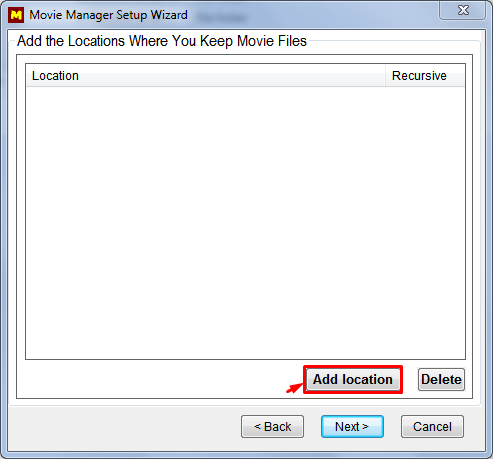 Movie Manager Setup Wizard
Add the Locations Where You Keep Movie Files
Location Recursive
Add location Delete
< Back Next > Cancel